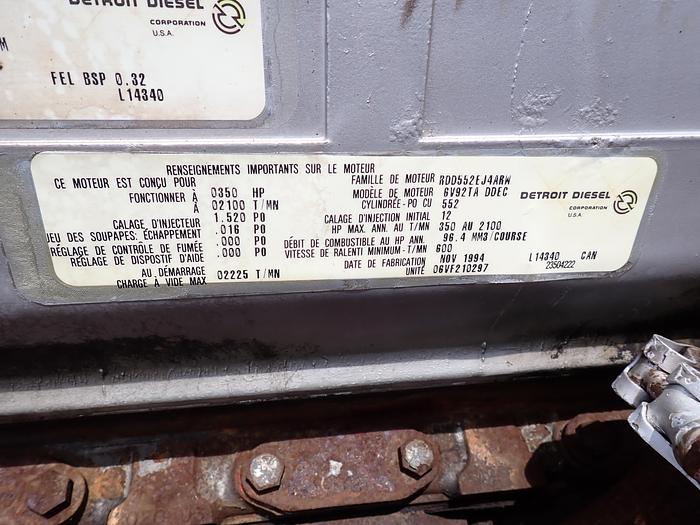 DETROIT DIESEL
CORPORATION
U.S.A.
M
FEL BSP 0.32
L14340
RENSEIGNEMENTS IMPORTANTS SUR LE MOTEUR
CE MOTEUR EST CONÇU POUR
FONCTIONNER À 0350 HP
À 02100 T/MN
CALAGE D'INJECTEUR 1.520 PO
JEU DES SOUPAPES: ÉCHAPPEMENT .016 PO
RÉGLAGE DE CONTRÔLE DE FUMÉE .000 PO
RÉGLAGE DE DISPOSTIF D'AIDE .000 PO
AU DÉMARRAGE
CHARGE À VIDE MAX 02225 T/MN
FAMILLE DE MOTEUR RDD552EJ4ARW
MODÈLE DE MOTEUR 6V92TA DDEC
CYLINDRÉE-PO CU 552
CALAGE D'INJECTION INITIAL 12
HP MAX. ANN. AU T/MN 350 AU 2100
DÉBIT DE COMBUSTIBLE AU HP ANN. 96.4 MM3/COURSE
VITESSE DE RALENTI MINIMUM-T/MN 600
DATE DE FABRICATION NOV 1994
UNITÉ 06VF210297
DETROIT DIESEL
CORPORATION
U.S.A.
L14340 CAN
23504222